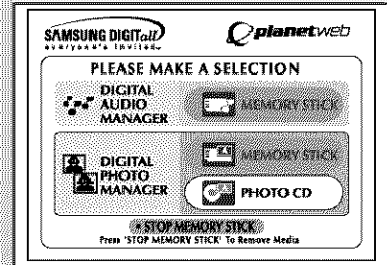 SAMSUNG DIGITall
everyone's invited.
planetweb
PLEASE MAKE A SELECTION
DIGITAL
AUDIO
MANAGER
MEMORY STICK
DIGITAL
PHOTO
MANAGER
MEMORY STICK
PHOTO CD
• STOP MEMORY STICK
Press 'STOP MEMORY STICK' To Remove Media